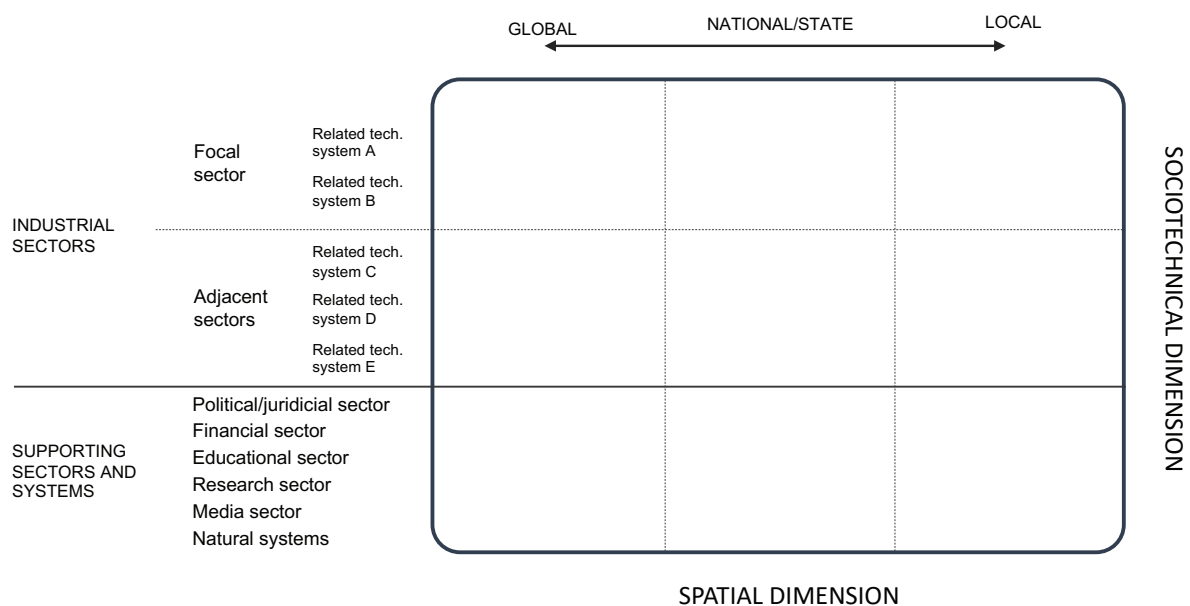 GLOBAL
NATIONAL/STATE
LOCAL
Focal
sector
Related tech.
system A
Related tech.
system B
INDUSTRIAL
SECTORS
Adjacent
sectors
Related tech.
system C
Related tech.
system D
Related tech.
system E
SUPPORTING
SECTORS AND
SYSTEMS
Political/juridicial sector
Financial sector
Educational sector
Research sector
Media sector
Natural systems
SOCIOTECHNICAL DIMENSION
SPATIAL DIMENSION